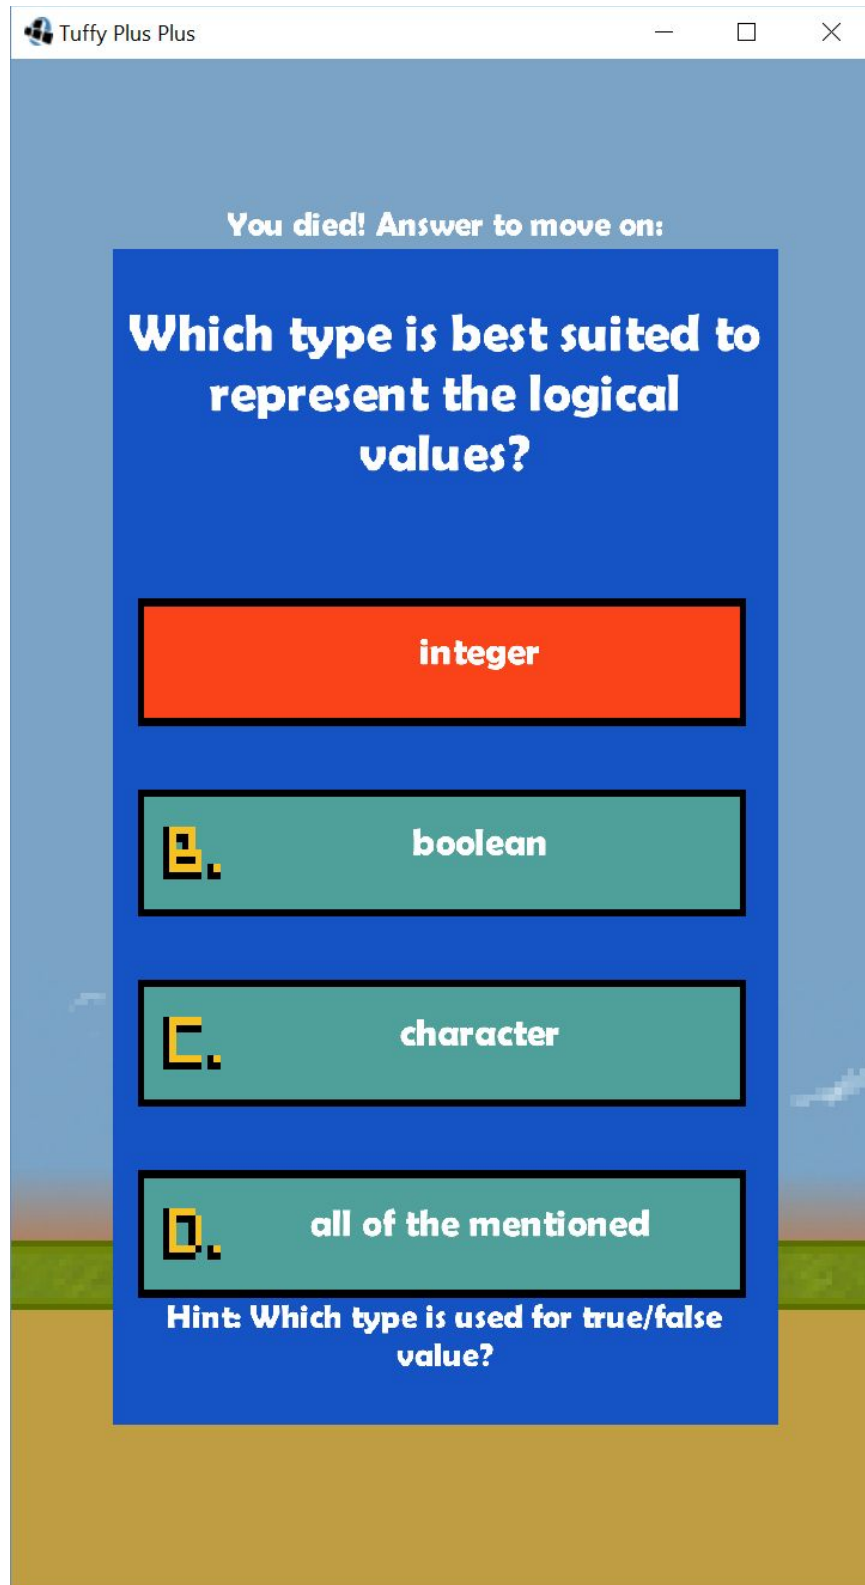 Tuffy Plus Plus
You died! Answer to move on:
Which type is best suited to
represent the logical
values?
integer
B. boolean
C. character
D. all of the mentioned
Hint: Which type is used for true/false
value?